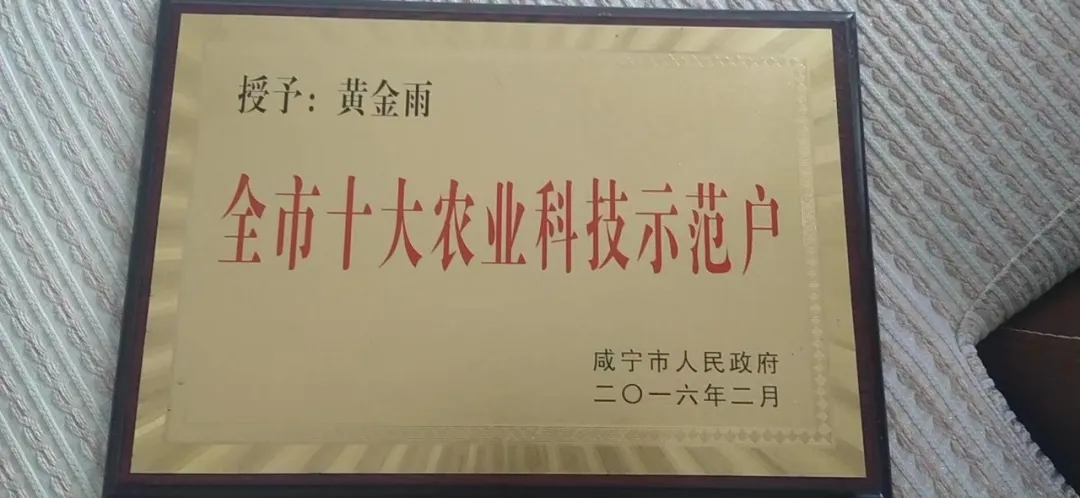 授予：黄金雨
全市十大农业科技示范户
咸宁市人民政府
二〇一六年二月